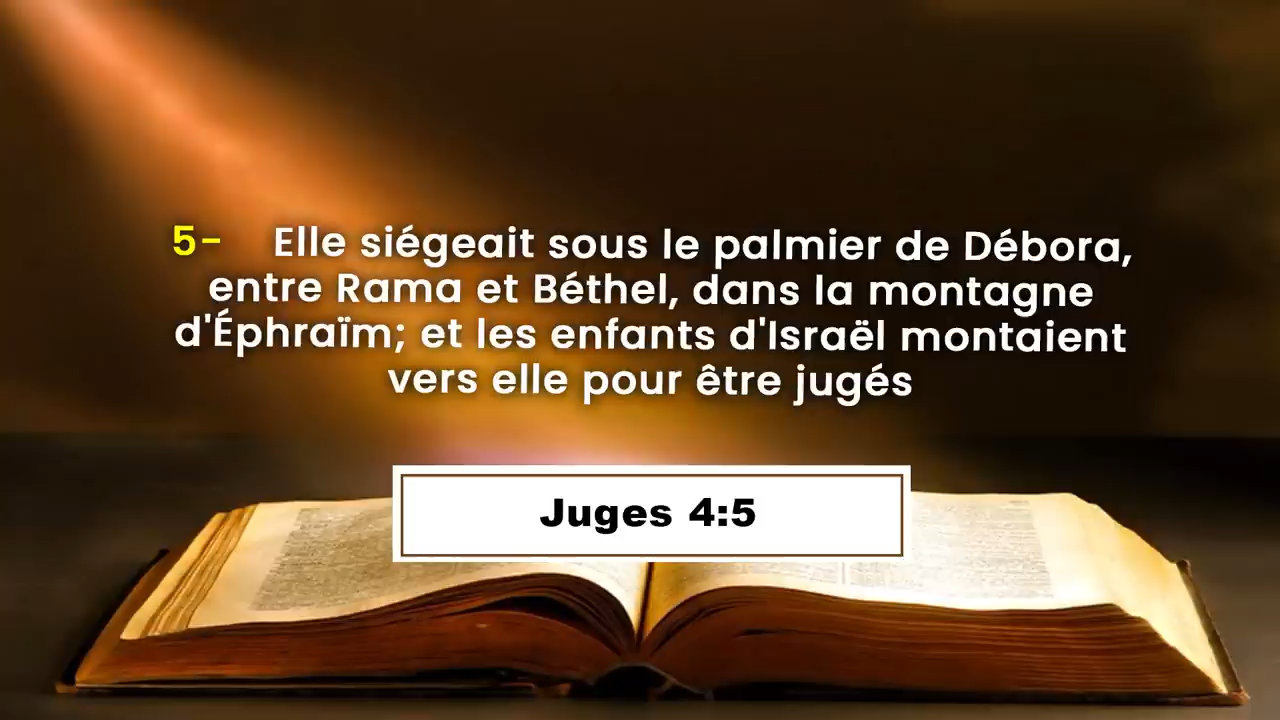 5- Elle siégeait sous le palmier de Débora,
entre Rama et Béthel, dans la montagne
d'Éphraïm; et les enfants d'Israël montaient
vers elle pour être jugés
Juges 4:5